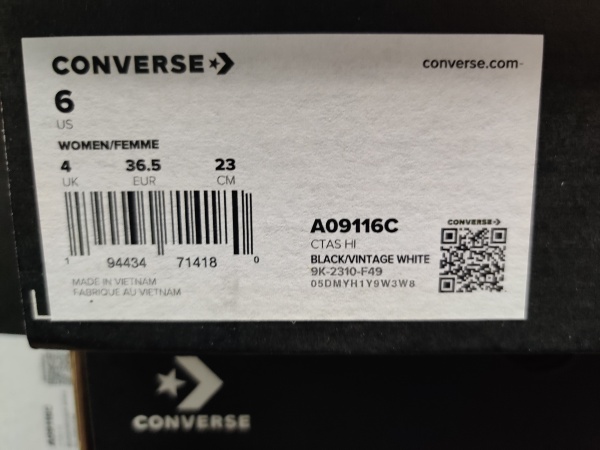 CONVERSE
converse.com
6
US
WOMEN/FEMME
4 36.5 23
UK EUR CM
1 94434 71418 0
MADE IN VIETNAM
FABRIQUE AU VIETNAM
CONVERSE
A09116C
CTAS HI
BLACK/VINTAGE WHITE
9K-2310-F49
05DMYH1Y9W3W8
CONVERSE